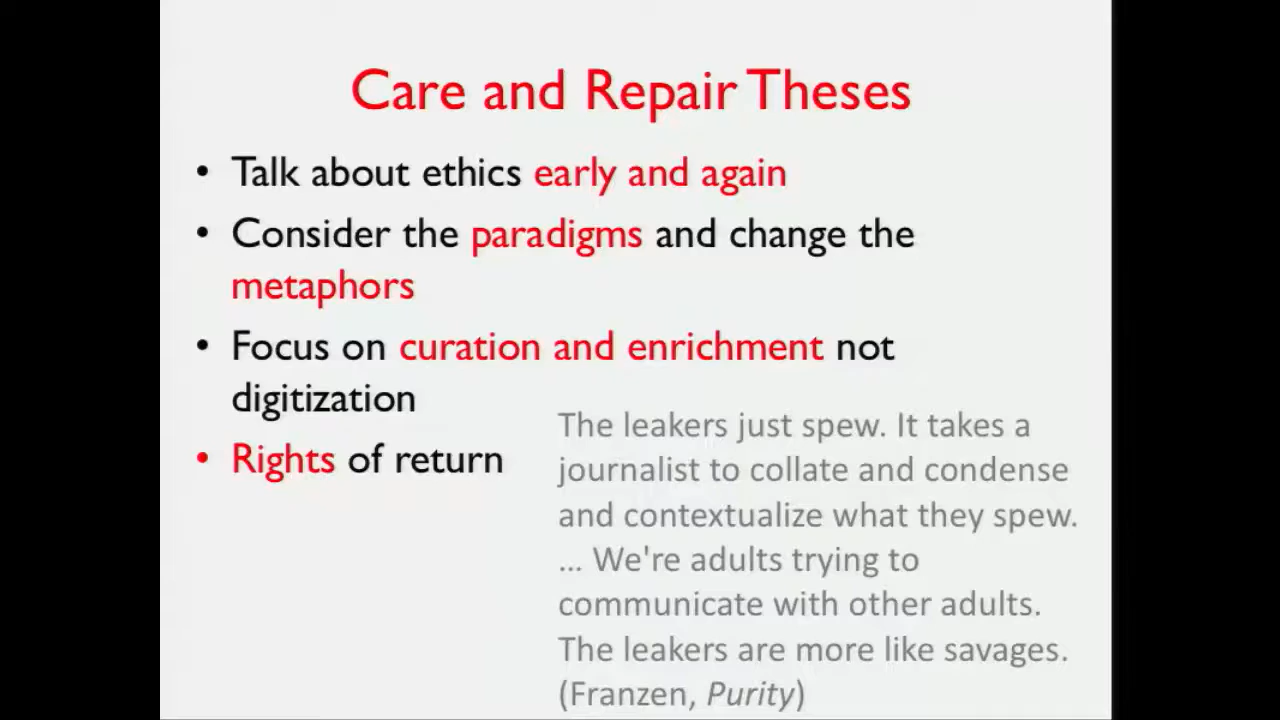 Care and Repair Theses
• Talk about ethics early and again
• Consider the paradigms and change the
metaphors
• Focus on curation and enrichment not
digitization
• Rights of return
The leakers just spew. It takes a
journalist to collate and condense
and contextualize what they spew.
... We're adults trying to
communicate with other adults.
The leakers are more like savages.
(Franzen, Purity)